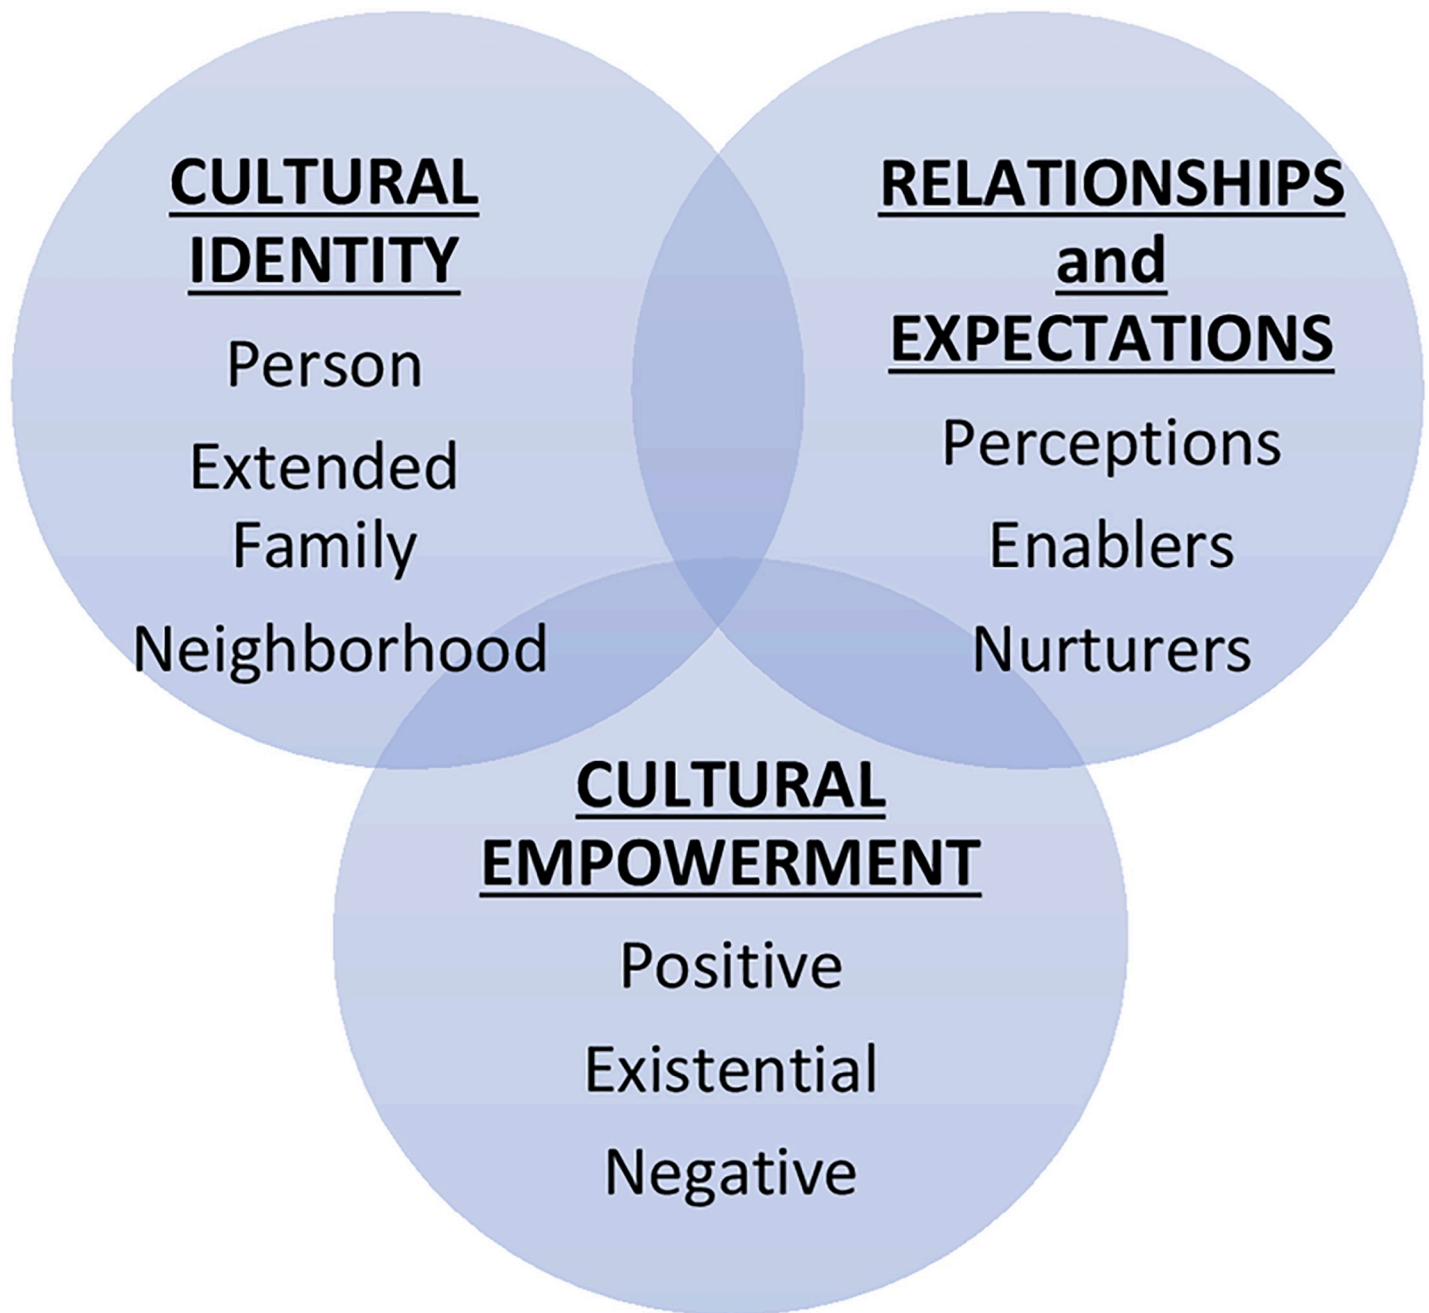 CULTURAL
IDENTITY
Person
Extended
Family
Neighborhood
RELATIONSHIPS
and
EXPECTATIONS
Perceptions
Enablers
Nurturers
CULTURAL
EMPOWERMENT
Positive
Existential
Negative